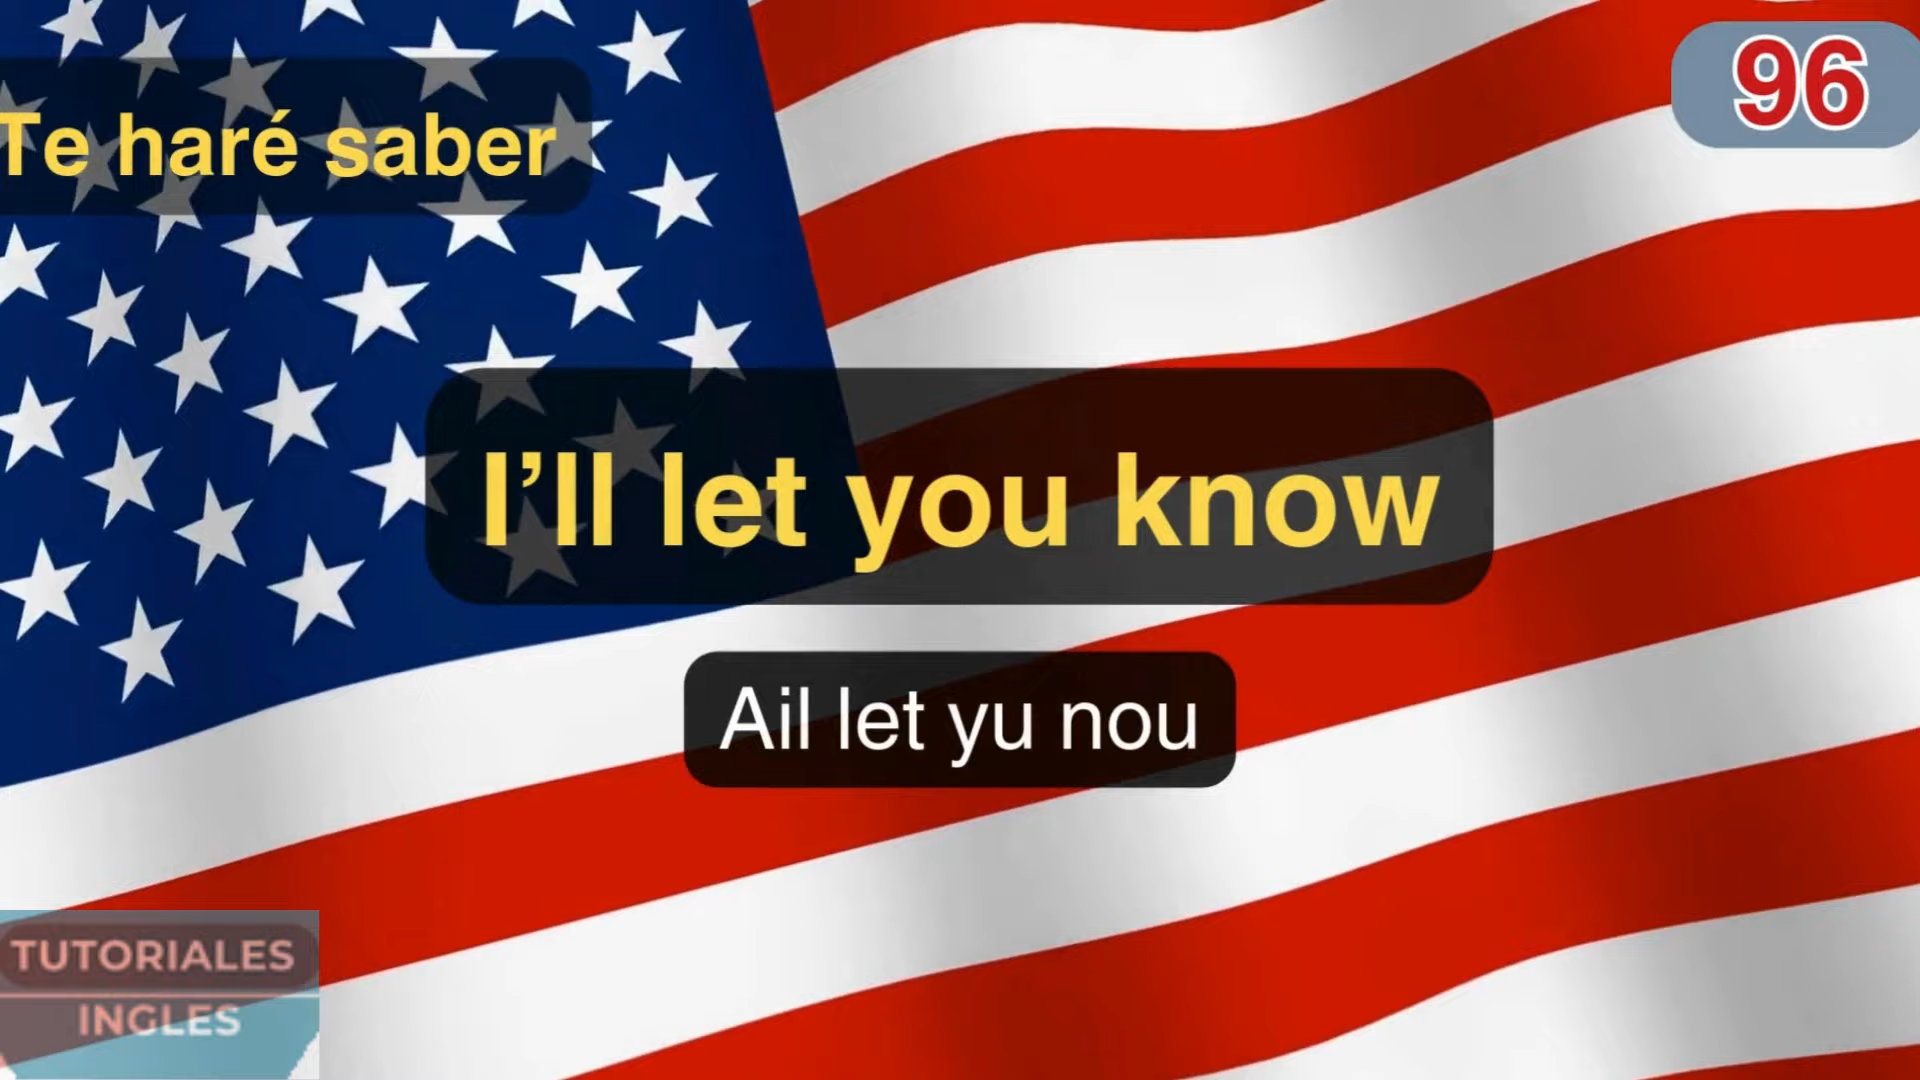 Te haré saber
96
I’ll let you know
Ail let yu nou
TUTORIALES
INGLES